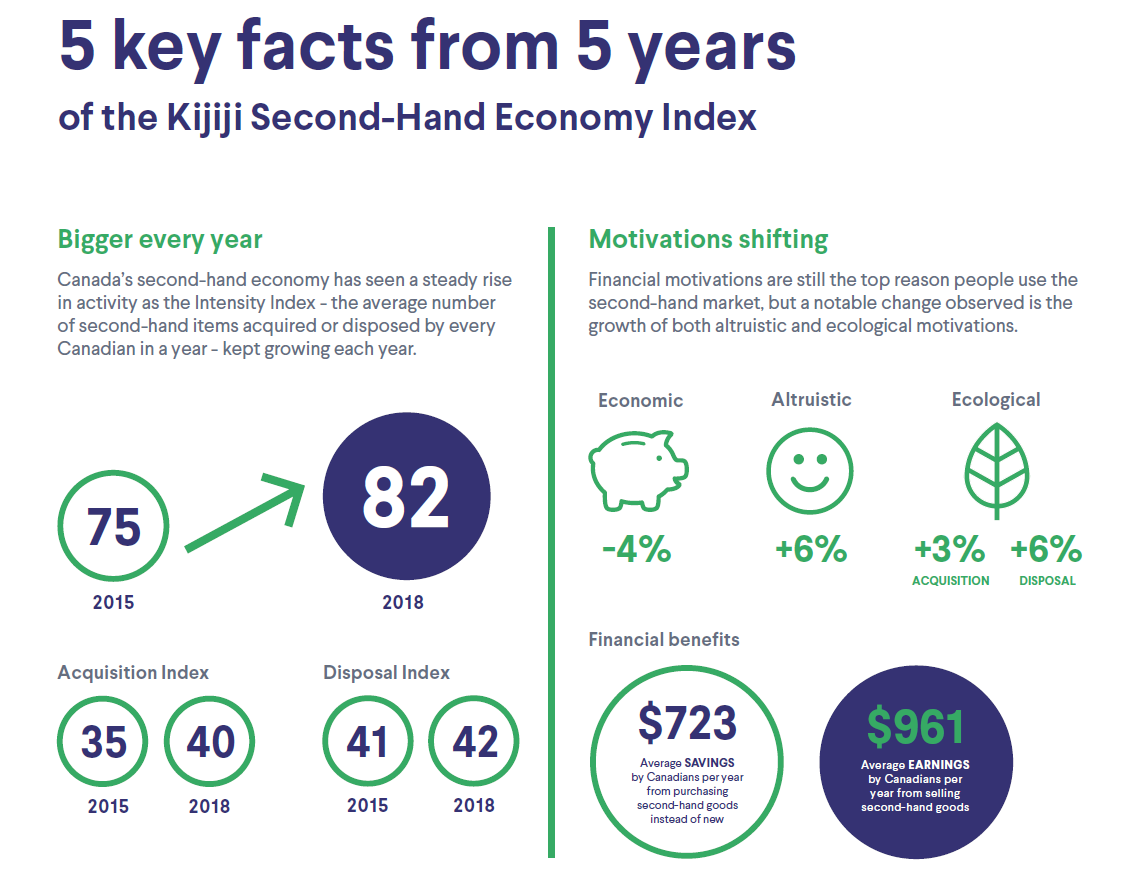 5 key facts from 5 years
of the Kijiji Second-Hand Economy Index
Bigger every year
Canada's second-hand economy has seen a steady rise
in activity as the Intensity Index - the average number
of second-hand items acquired or disposed by every
Canadian in a year - kept growing each year.
75
82
2015
2018
Acquisition Index
Disposal Index
35
40
41
42
2015
2018
2015
2018
Motivations shifting
Financial motivations are still the top reason people use the
second-hand market, but a notable change observed is the
growth of both altruistic and ecological motivations.
Economic
Altruistic
Ecological
-4%
+6%
+3%
+6%
ACQUISITION
DISPOSAL
Financial benefits
$723
Average SAVINGS
by Canadians per year
from purchasing
second-hand goods
instead of new
$961
Average EARNINGS
by Canadians per
year from selling
second-hand goods